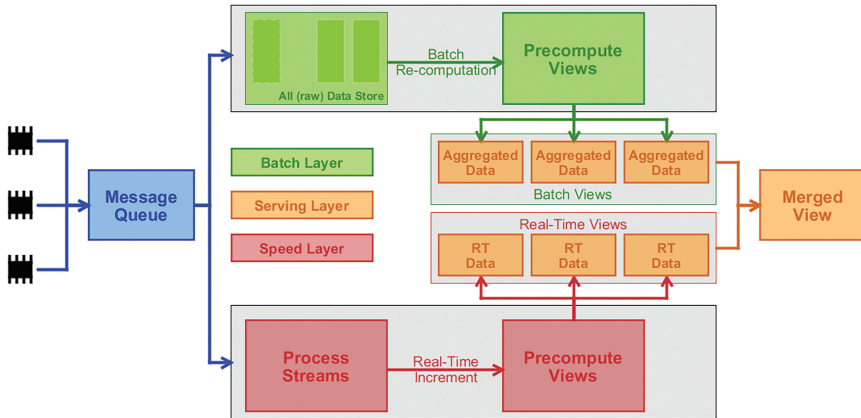 All (raw) Data Store
Batch
Re-computation
Precompute
Views
Message
Queue
Batch Layer
Serving Layer
Speed Layer
Aggregated
Data
Aggregated
Data
Aggregated
Data
Batch Views
Real-Time Views
RT
Data
RT
Data
RT
Data
Merged
View
Process
Streams
Real-Time
Increment
Precompute
Views